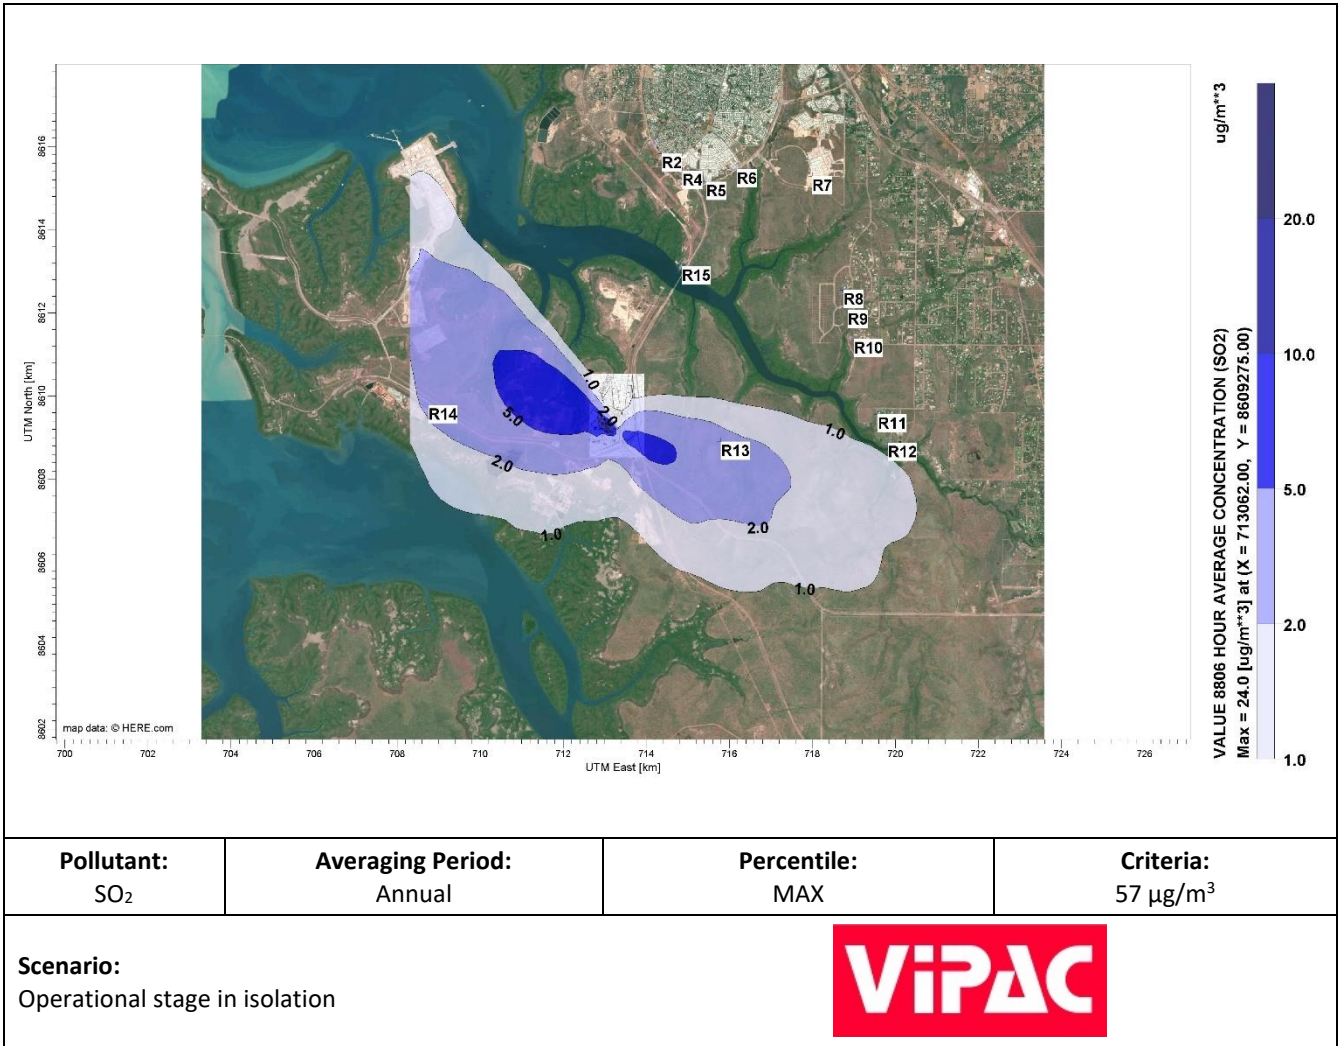 8616
8614
8612
8610
8608
8606
8604
8602
UTM North [km]
R2
R4
R5
R6
R7
R15
R8
R9
R10
R11
R12
R13
R14
1.0
2.0
5.0
2.0
1.0
1.0
2.0
1.0
map data: © HERE.com
700
702
704
706
708
710
712
714
716
718
720
722
724
726
UTM East [km]
VALUE 8806 HOUR AVERAGE CONCENTRATION (SO2)
ug/m**3
Max = 24.0 [ug/m**3] at (X = 713062.00, Y = 8609275.00)
20.0
10.0
5.0
2.0
1.0
Pollutant:
SO2
Averaging Period:
Annual
Percentile:
MAX
Criteria:
57 µg/m³
Scenario:
Operational stage in isolation
ViPAC